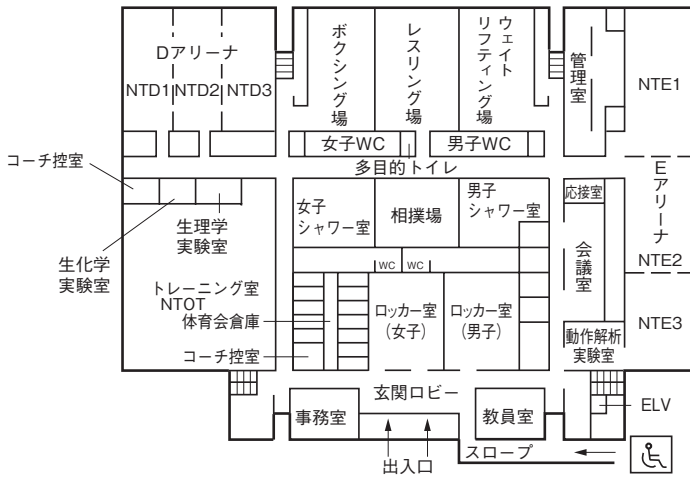 Dアリーナ
NTD1
NTD2
NTD3
ボクシング場
レスリング場
ウェイト
リフティング場
管理室
NTE1
女子WC
男子WC
コーチ控室
多目的トイレ
Eアリーナ
生理学
実験室
生化学
実験室
女子
シャワー室
相撲場
男子
シャワー室
応接室
会議室
NTE2
WC
WC
トレーニング室
NTOT
体育会倉庫
ロッカー室
(女子)
ロッカー室
(男子)
NTE3
動作解析
実験室
コーチ控室
玄関ロビー
事務室
教員室
ELV
スロープ
出入口